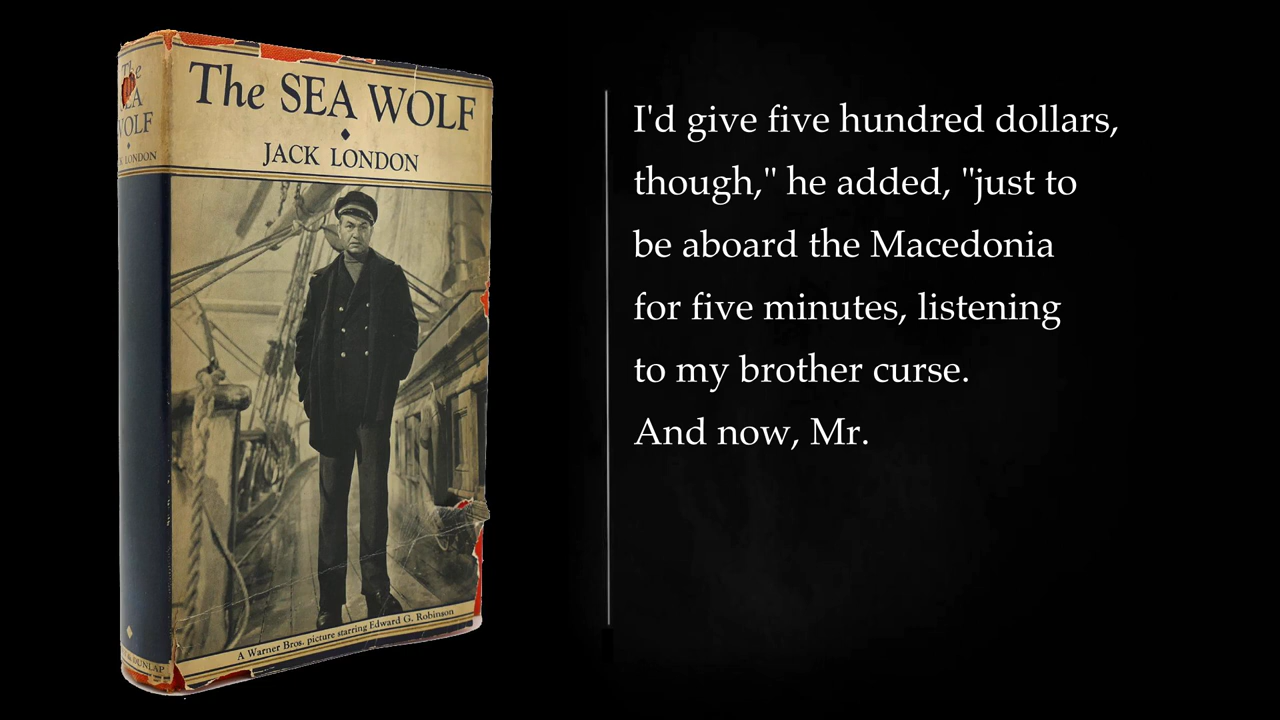 The
SEA
WOLF
JACK LONDON
DUNLAP
The SEA WOLF
JACK LONDON
A Warner Bros. picture starring Edward G. Robinson
I'd give five hundred dollars,
though," he added, "just to
be aboard the Macedonia
for five minutes, listening
to my brother curse.
And now, Mr.